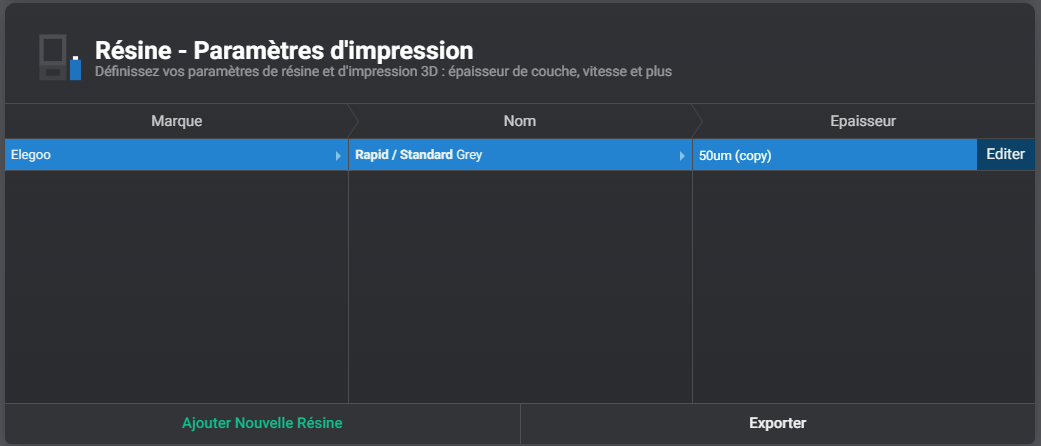 Résine - Paramètres d'impression
Définissez vos paramètres de résine et d'impression 3D : épaisseur de couche, vitesse et plus
Marque
Nom
Epaisseur
Elegoo
Rapid / Standard Grey
50um (copy)
Editer
Ajouter Nouvelle Résine
Exporter